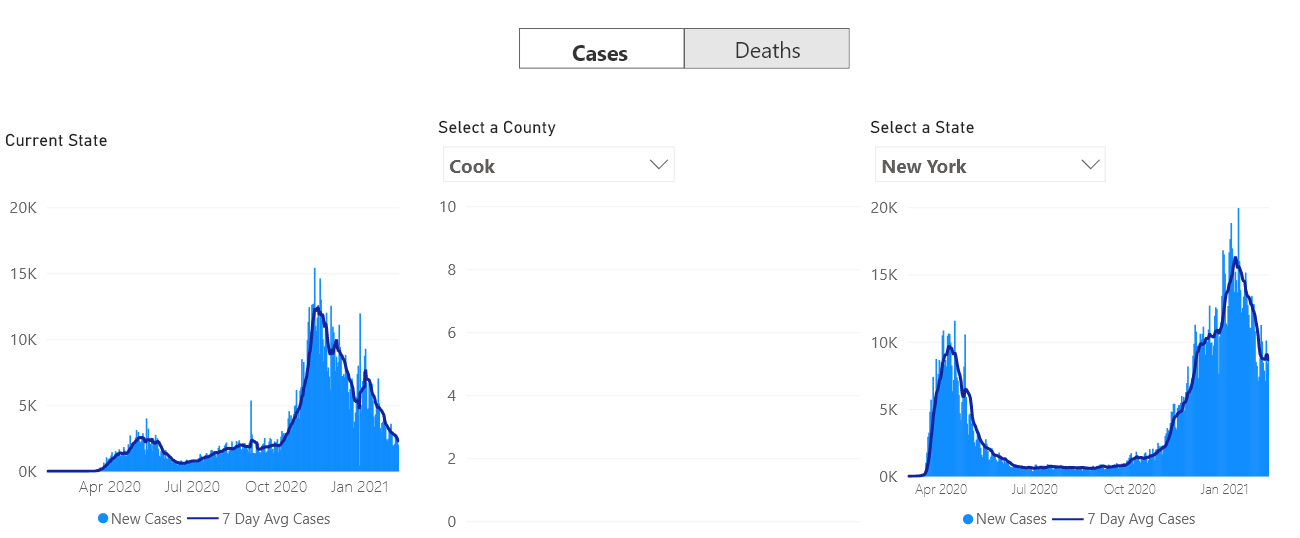 Cases Deaths
Current State
Select a County
Select a State
Cook
New York
20K
15K
10K
5K
0K
Apr 2020 Jul 2020 Oct 2020 Jan 2021
New Cases 7 Day Avg Cases
10
8
6
4
2
0
20K
15K
10K
5K
0K
Apr 2020 Jul 2020 Oct 2020 Jan 2021
New Cases 7 Day Avg Cases